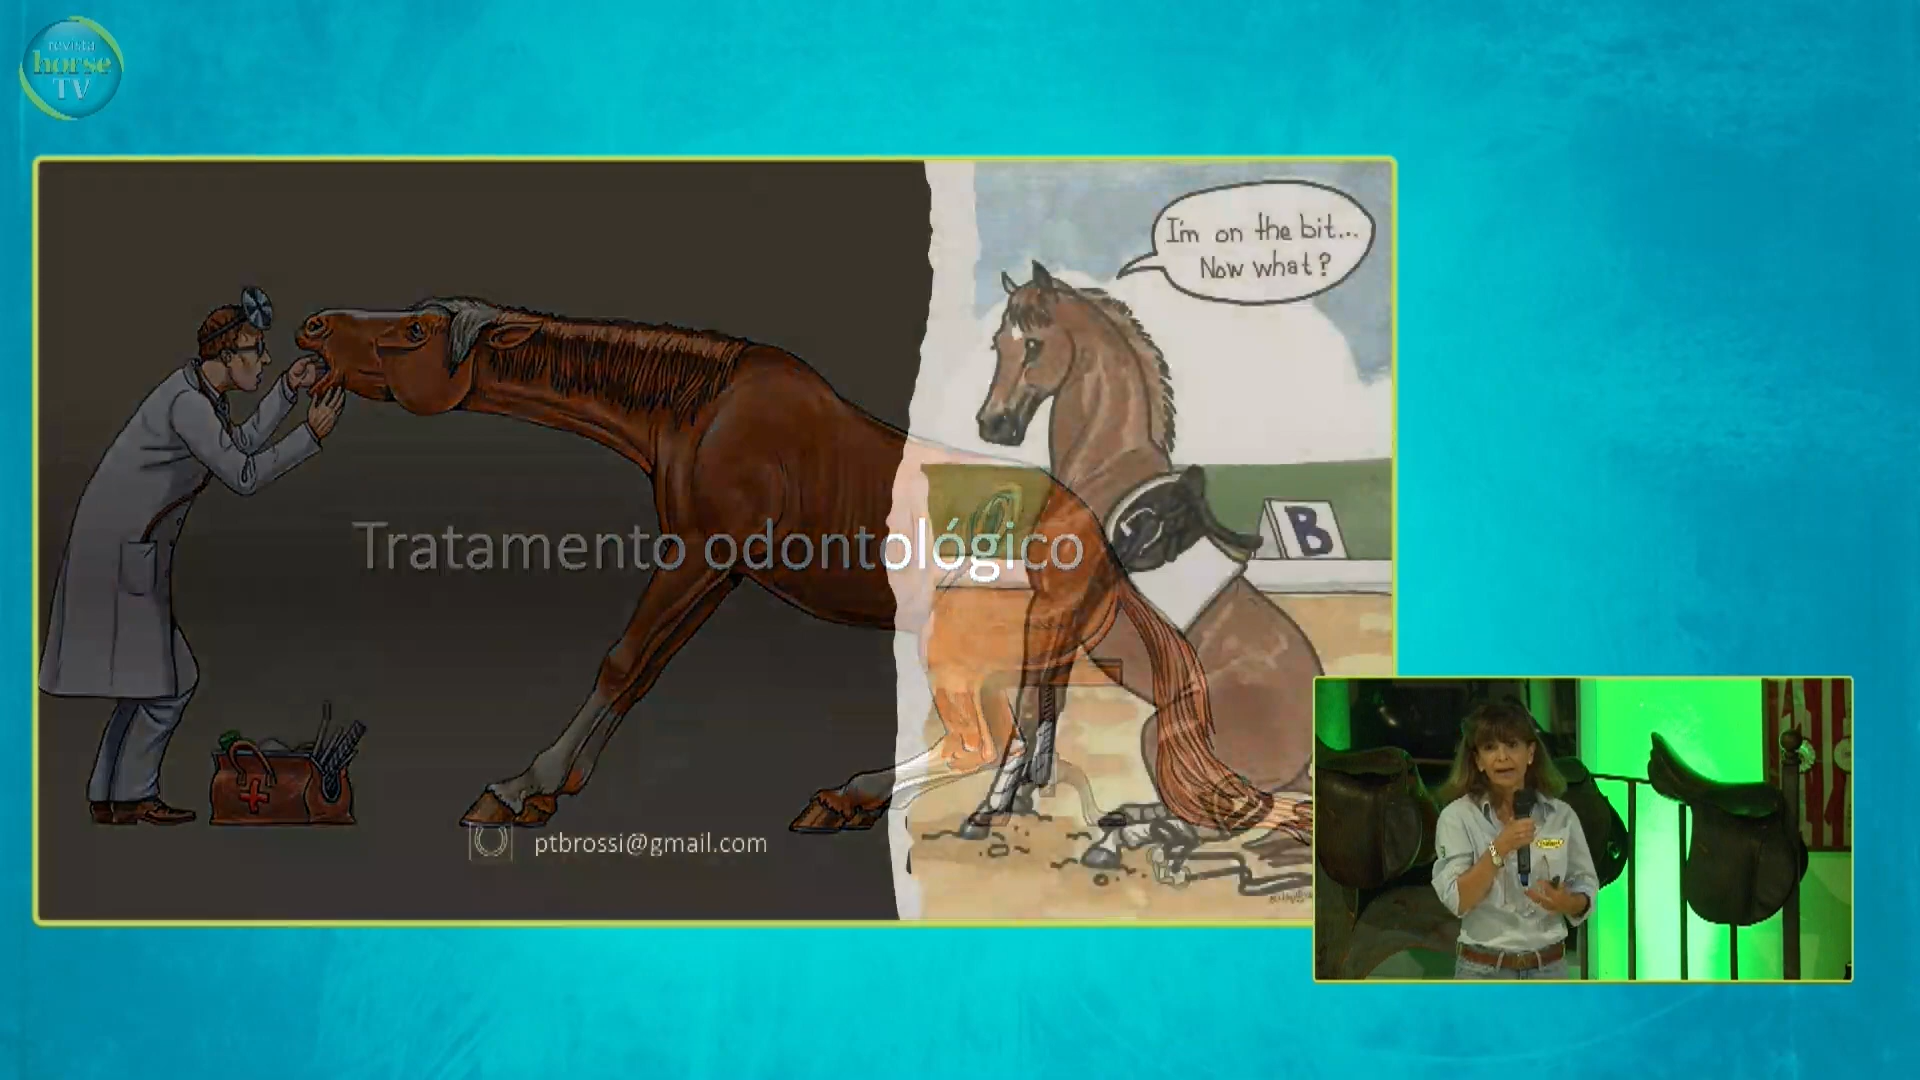 revista
horse
TV
I'm on the bit...
Now what?
Tratamento odontológico
B
ptbrossi@gmail.com